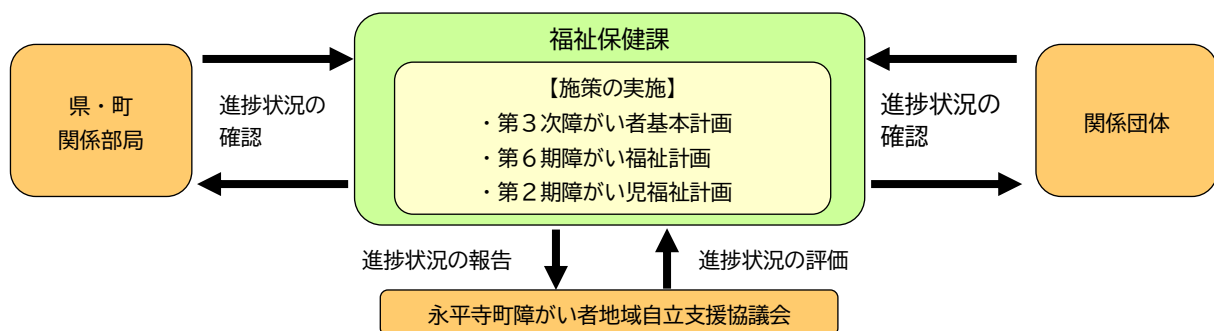 福祉保健課
県・町
関係部局
進捗状況の
確認
【施策の実施】
・第３次障がい者基本計画
・第６期障がい福祉計画
・第２期障がい児福祉計画
進捗状況の
確認
関係団体
進捗状況の報告
進捗状況の評価
永平寺町障がい者地域自立支援協議会